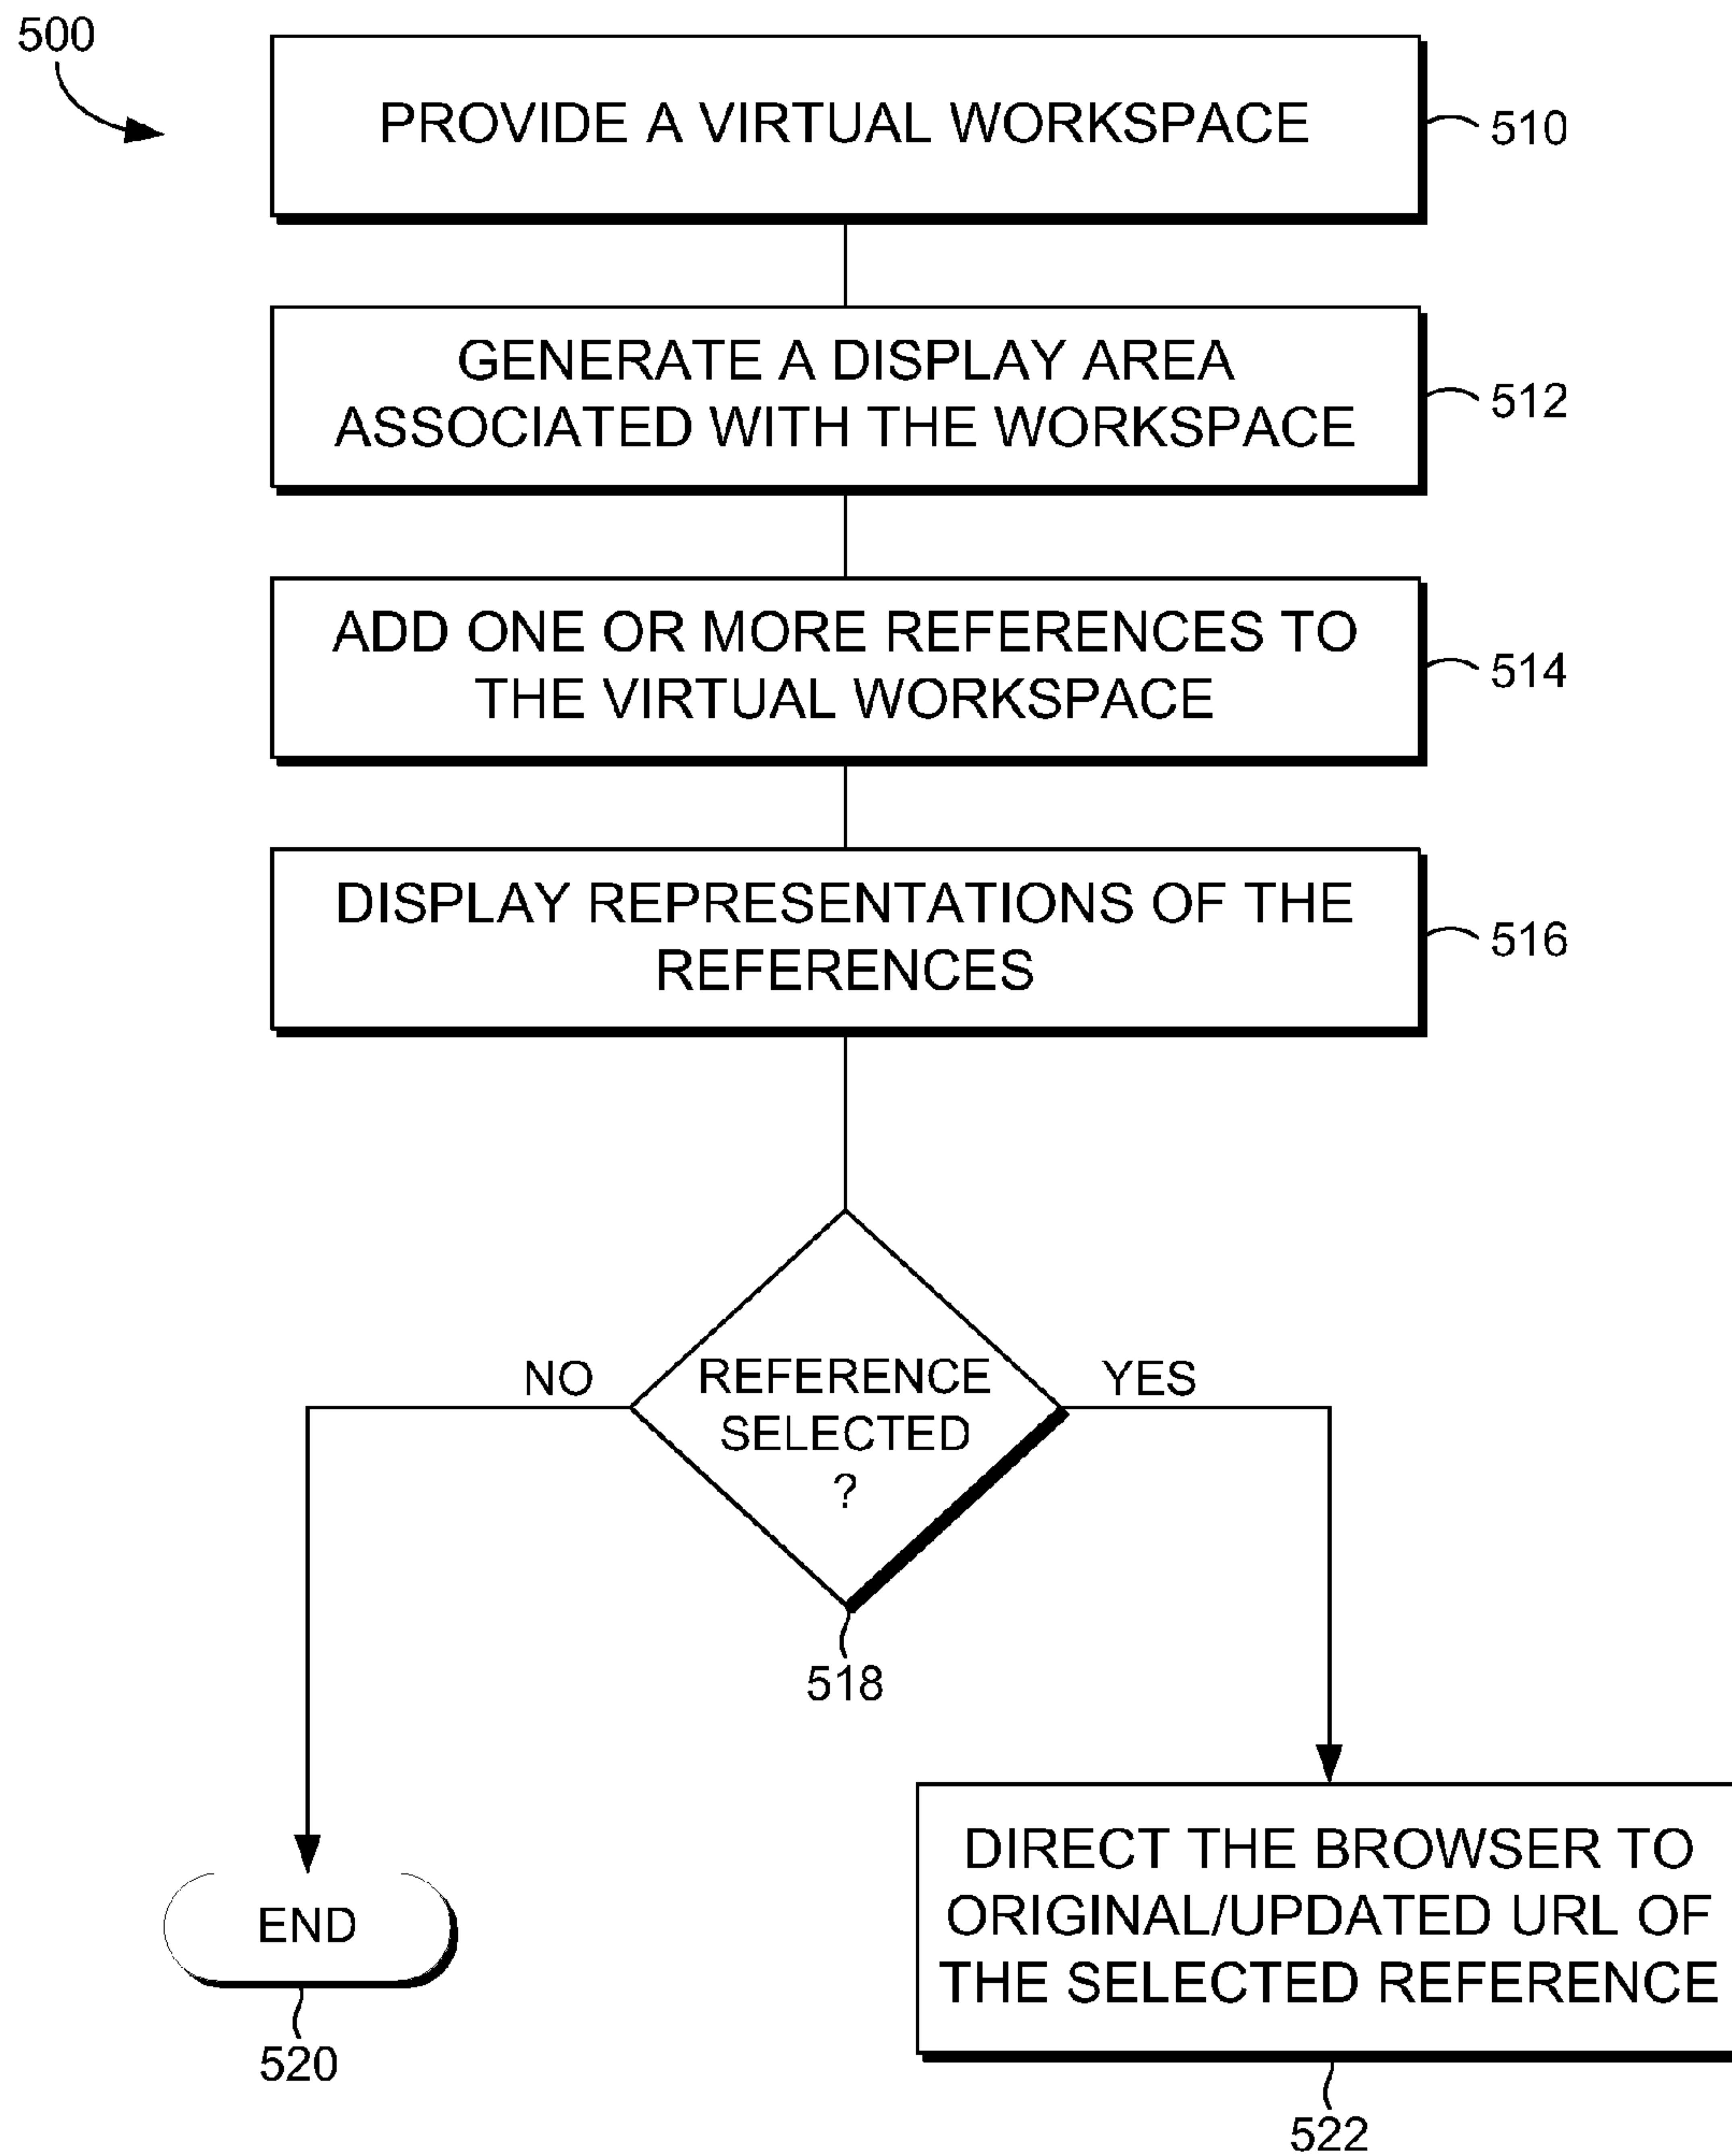 500
PROVIDE A VIRTUAL WORKSPACE
510
GENERATE A DISPLAY AREA
ASSOCIATED WITH THE WORKSPACE
512
ADD ONE OR MORE REFERENCES TO
THE VIRTUAL WORKSPACE
514
DISPLAY REPRESENTATIONS OF THE
REFERENCES
516
NO
REFERENCE
SELECTED
?
YES
518
END
520
DIRECT THE BROWSER TO
ORIGINAL/UPDATED URL OF
THE SELECTED REFERENCE
522